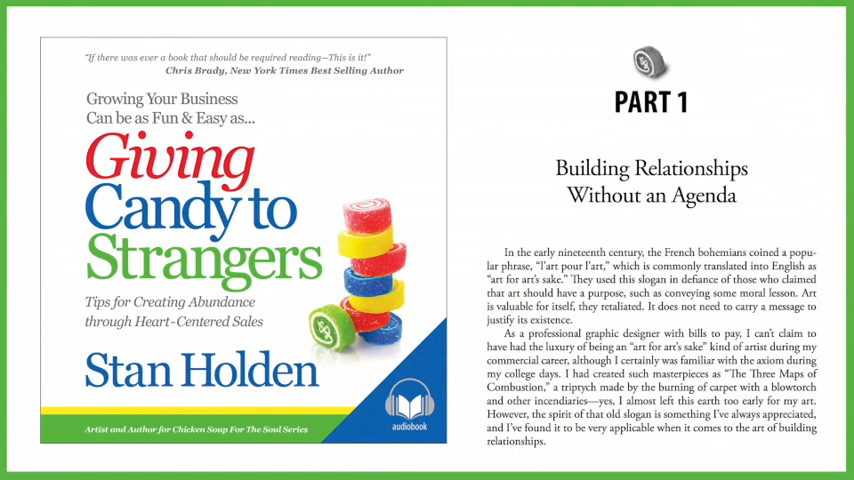 “If there was ever a book that should be required reading—This is it!”
Chris Brady, New York Times Best Selling Author
Growing Your Business
Can be as Fun & Easy as...
Giving
Candy to
Strangers
Tips for Creating Abundance
through Heart-Centered Sales
Stan Holden
audiobook
Artist and Author for Chicken Soup For The Soul Series
PART 1
Building Relationships
Without an Agenda
In the early nineteenth century, the French bohemians coined a popu-
lar phrase, “l’art pour l’art,” which is commonly translated into English as
“art for art’s sake.” They used this slogan in defiance of those who claimed
that art should have a purpose, such as conveying some moral lesson. Art
is valuable for itself, they retaliated. It does not need to carry a message to
justify its existence.
As a professional graphic designer with bills to pay, I can’t claim to
have had the luxury of being an “art for art’s sake” kind of artist during my
commercial career, although I certainly was familiar with the axiom during
my college days. I had created such masterpieces as “The Three Maps of
Combustion,” a triptych made by the burning of carpet with a blowtorch
and other incendiaries—yes, I almost left this earth too early for my art.
However, the spirit of that old slogan is something I’ve always appreciated,
and I’ve found it to be very applicable when it comes to the art of building
relationships.